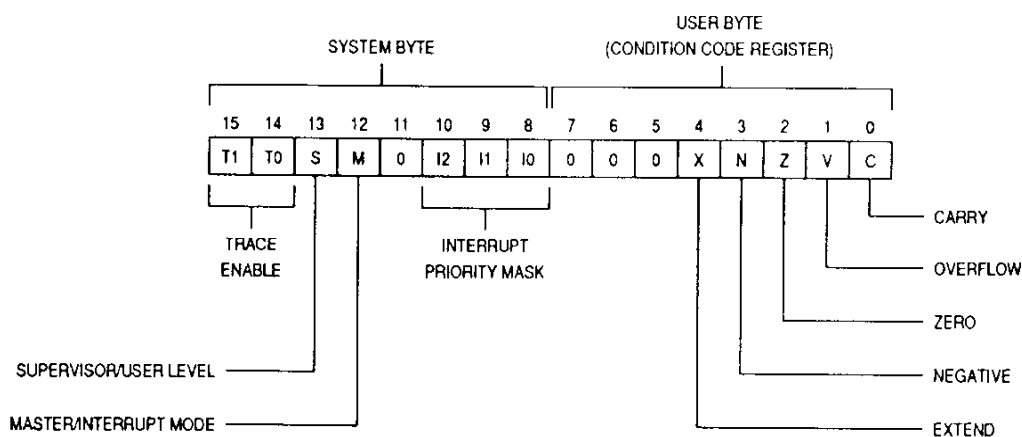 USER BYTE
SYSTEM BYTE (CONDITION CODE REGISTER)
15 14 13 12 11 10 9 8 7 6 5 4 3 2 1 0
T1 T0 S M 0 I2 I1 I0 0 0 0 X N Z V C
TRACE
ENABLE
INTERRUPT
PRIORITY MASK
CARRY
OVERFLOW
ZERO
SUPERVISOR/USER LEVEL
NEGATIVE
MASTER/INTERRUPT MODE
EXTEND